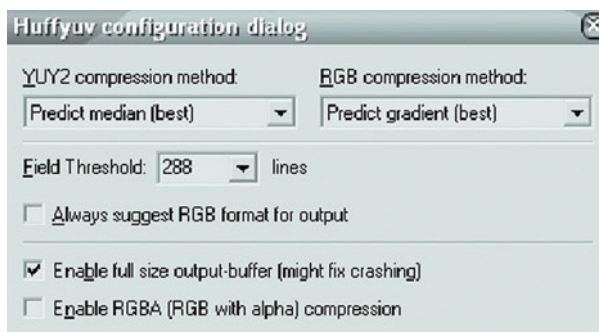 Huffyuv configuration dialog
YUY2 compression method:
RGB compression method:
Predict median (best)
Predict gradient (best)
Field Threshold: 288 lines
Always suggest RGB format for output
Enable full size output-buffer (might fix crashing)
Enable RGBA (RGB with alpha) compression